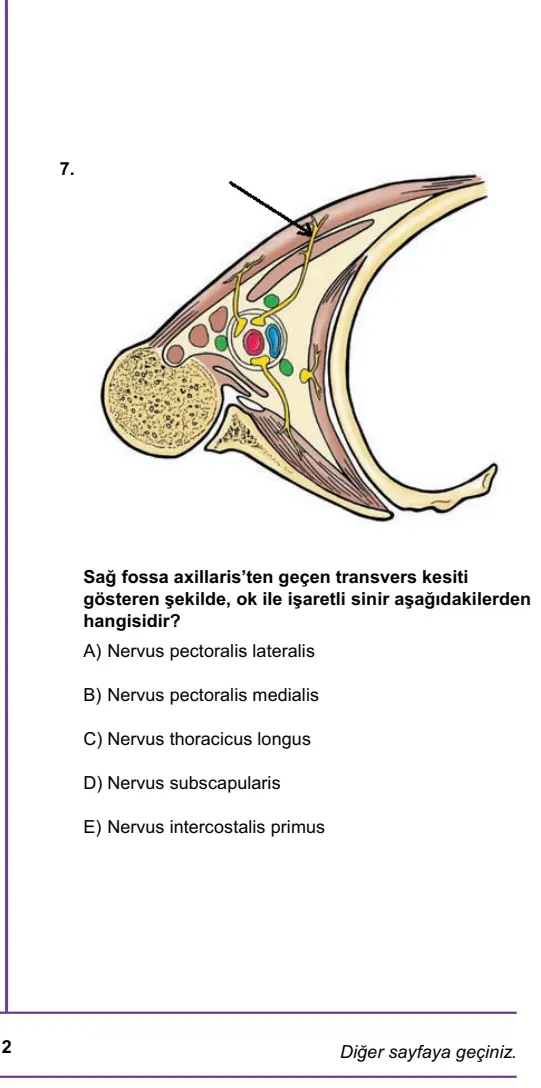 7.
Sağ fossa axillaris’ten geçen transvers kesiti
gösteren şekilde, ok ile işaretli sinir aşağıdakilerden
hangisidir?
A) Nervus pectoralis lateralis
B) Nervus pectoralis medialis
C) Nervus thoracicus longus
D) Nervus subscapularis
E) Nervus intercostalis primus
2
Diğer sayfaya geçiniz.